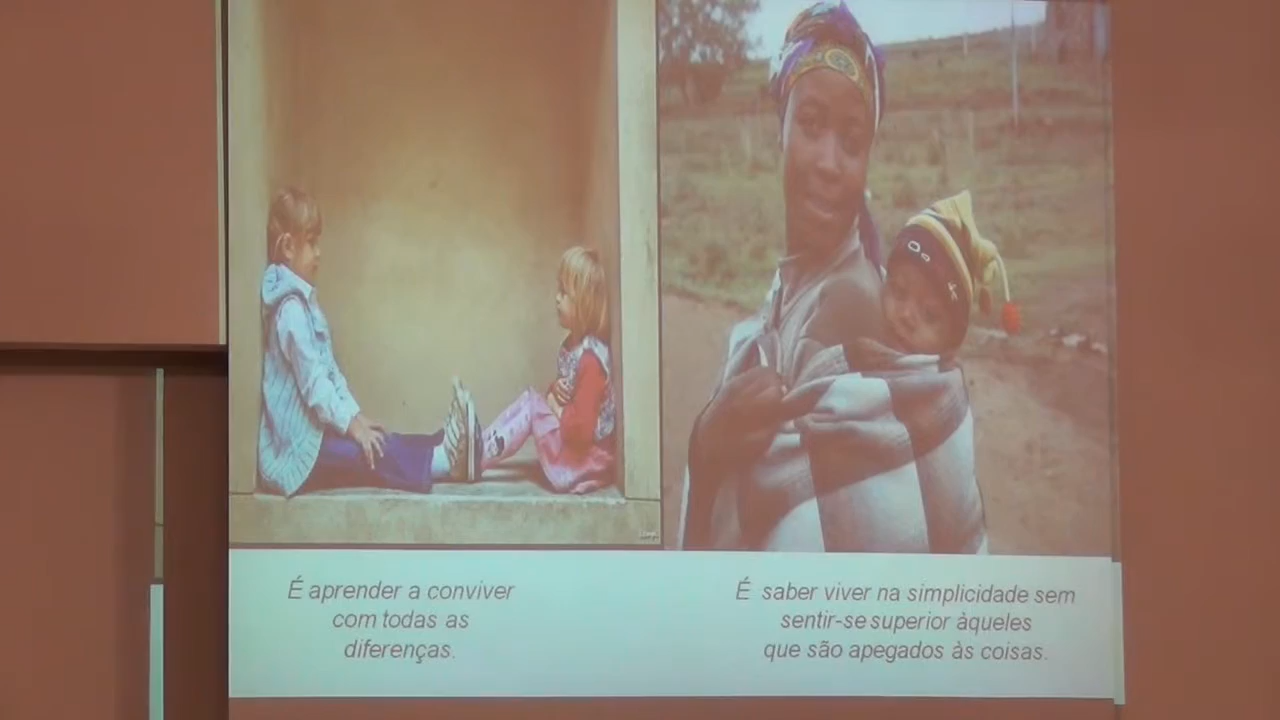 É aprender a conviver
com todas as
diferenças.
É saber viver na simplicidade sem
sentir-se superior àqueles
que são apegados às coisas.